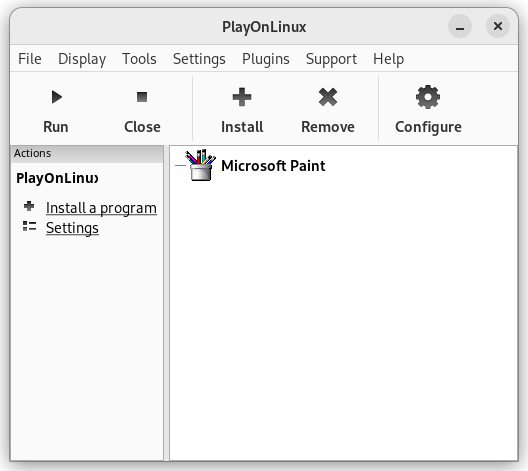 PlayOnLinux
File Display Tools Settings Plugins Support Help
Run Close Install Remove Configure
Actions
PlayOnLinux
Install a program
Settings
Microsoft Paint